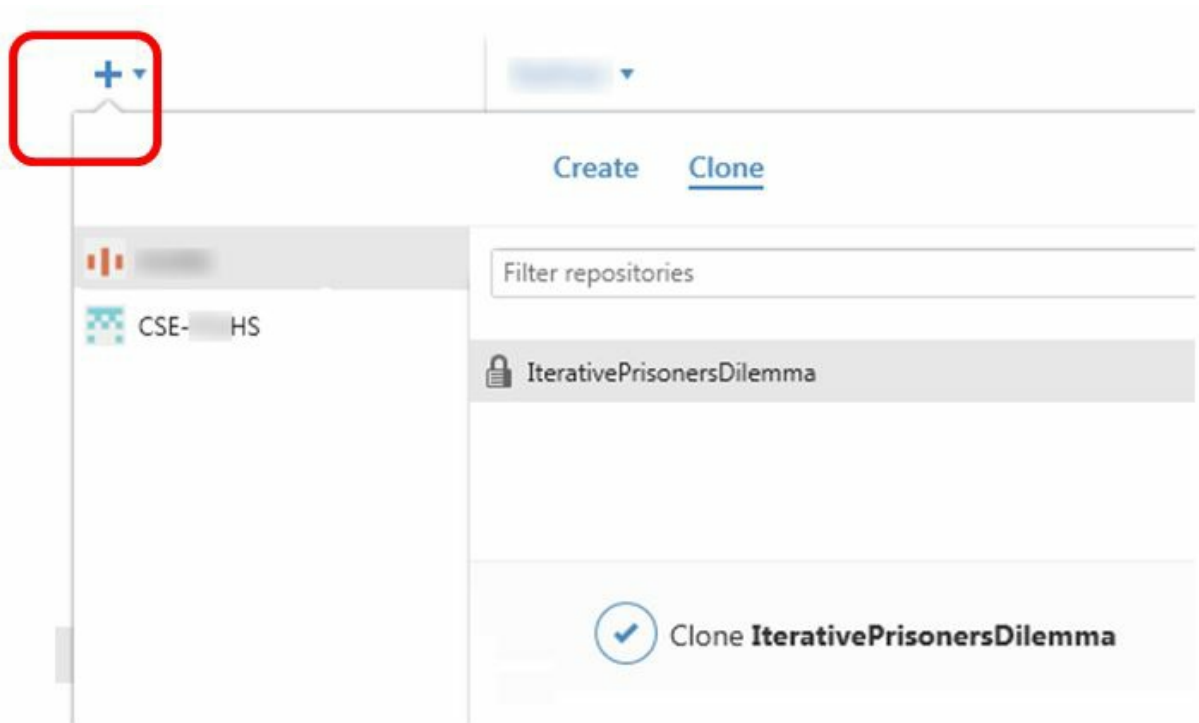 Create Clone
Filter repositories
CSE- HS
IterativePrisonersDilemma
Clone IterativePrisonersDilemma